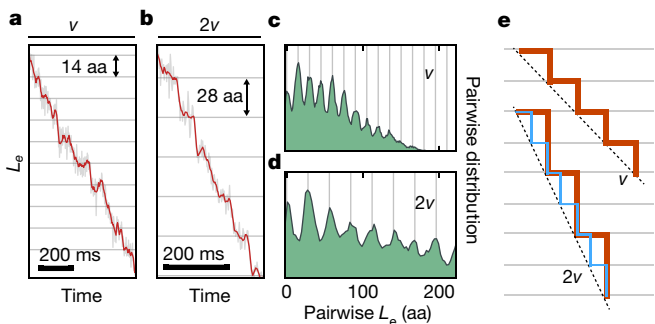 a
v
14 aa
L_e
200 ms
Time
b
2v
28 aa
200 ms
Time
c
v
d
2v
0
100
200
Pairwise L_e (aa)
Pairwise distribution
e
v
2v